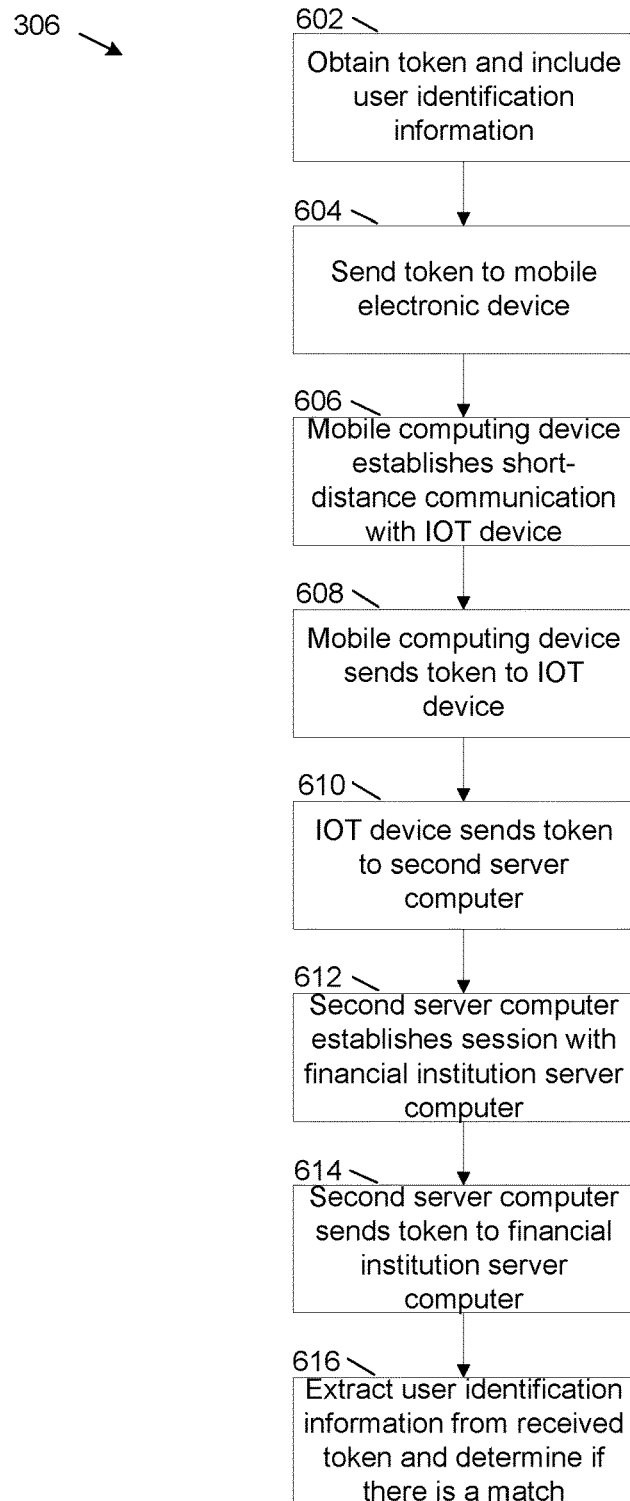 306
602
Obtain token and include
user identification
information
604
Send token to mobile
electronic device
606
Mobile computing device
establishes short-
distance communication
with IOT device
608
Mobile computing device
sends token to IOT
device
610
IOT device sends token
to second server
computer
612
Second server computer
establishes session with
financial institution server
computer
614
Second server computer
sends token to financial
institution server
computer
616
Extract user identification
information from received
token and determine if
there is a match